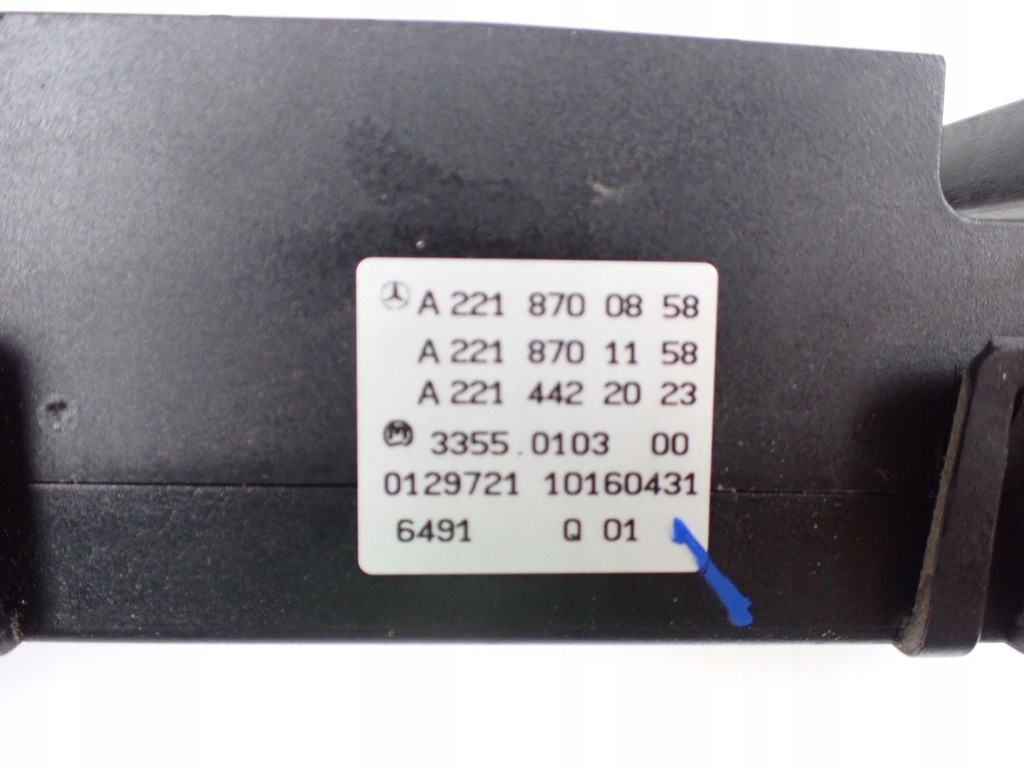 A 221 870 08 58
A 221 870 11 58
A 221 442 20 23
M 3355.0103 00
0129721 10160431
6491 Q 01